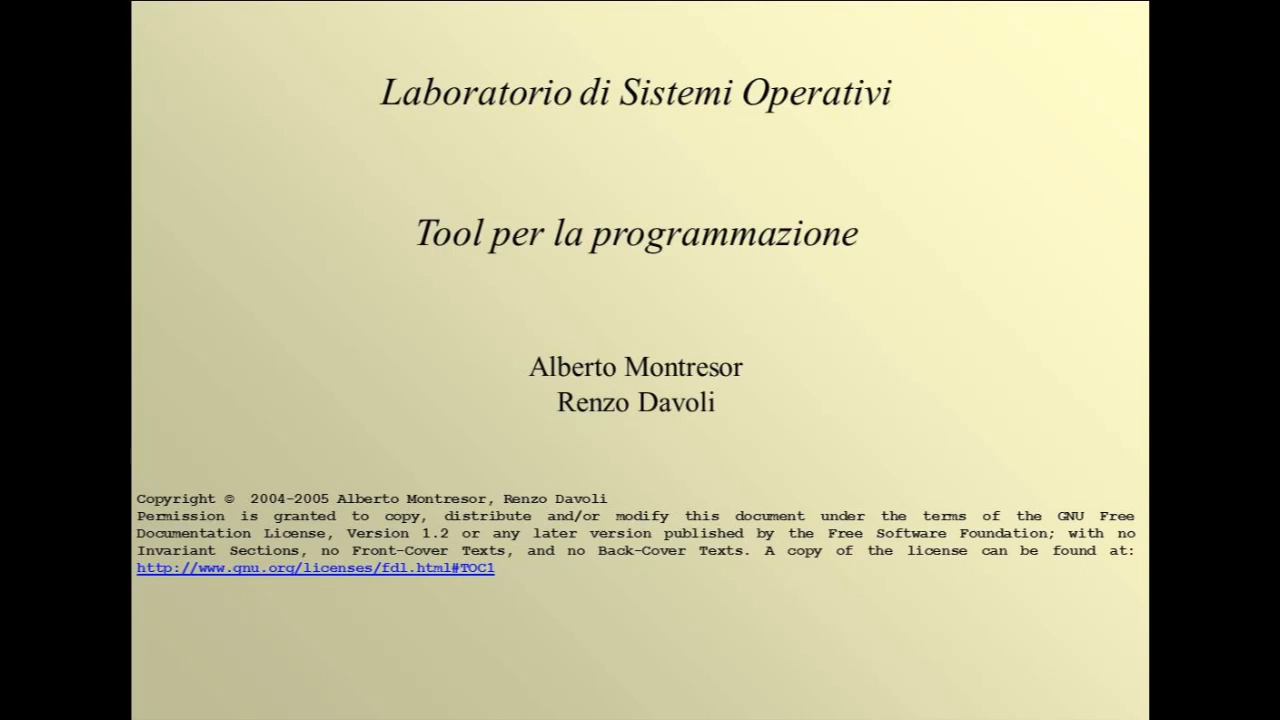 Laboratorio di Sistemi Operativi
Tool per la programmazione
Alberto Montresor
Renzo Davoli
Copyright © 2004-2005 Alberto Montresor, Renzo Davoli
Permission is granted to copy, distribute and/or modify this document under the terms of the GNU Free
Documentation License, Version 1.2 or any later version published by the Free Software Foundation; with no
Invariant Sections, no Front-Cover Texts, and no Back-Cover Texts. A copy of the license can be found at:
http://www.gnu.org/licenses/fdl.html#TOC1